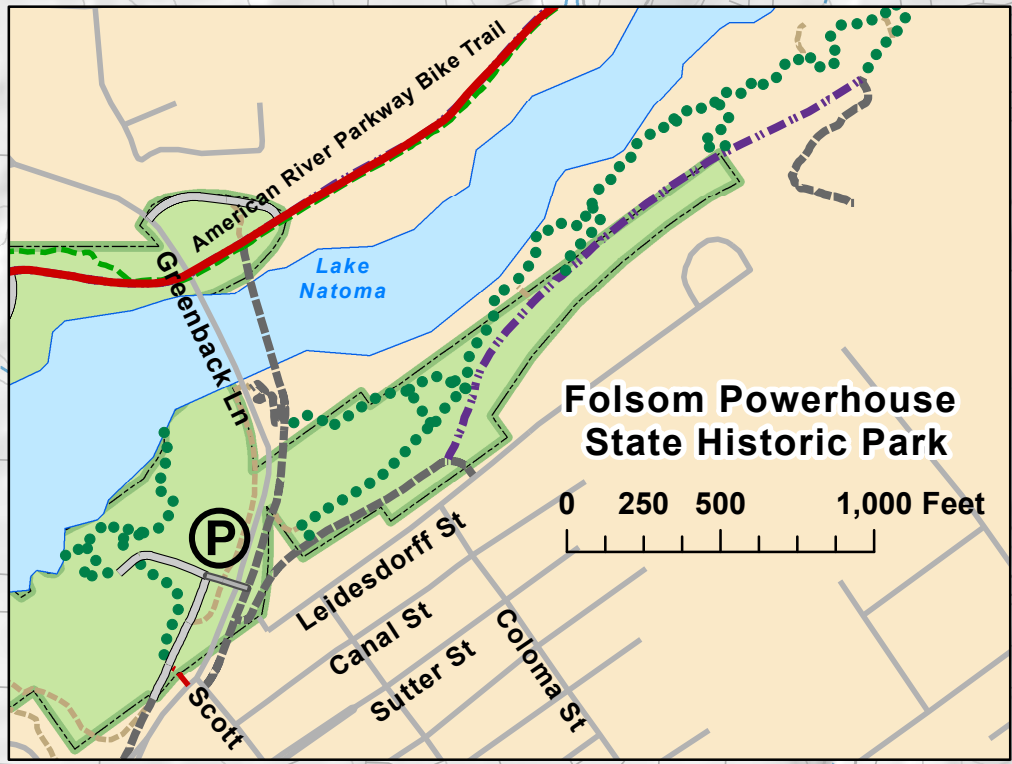 American River Parkway Bike Trail
Greenback Ln
Lake
Natoma
Folsom Powerhouse
State Historic Park
0 250 500 1,000 Feet
P
Leidesdorff St
Canal St
Sutter St
Coloma St
Scott